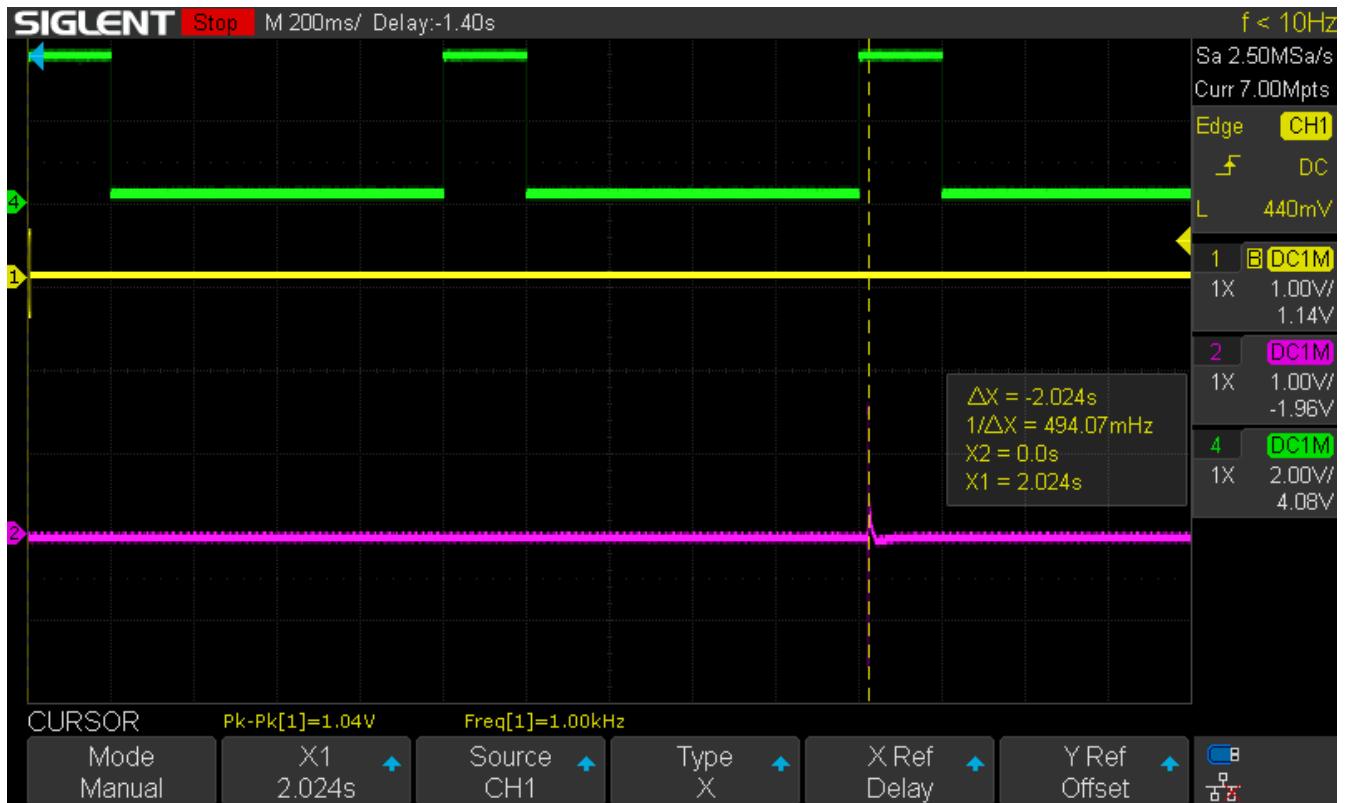 SIGLENT Stop M 200ms/ Delay:-1.40s f < 10Hz
Sa 2.50MSa/s
Curr 7.00Mpts
Edge CH1
DC
L 440mV
4
1
2
1 B DC1M
1X 1.00V/
1.14V
2 DC1M
1X 1.00V/
-1.96V
4 DC1M
1X 2.00V/
4.08V
△X = -2.024s
1/△X = 494.07mHz
X2 = 0.0s
X1 = 2.024s
CURSOR Pk-Pk[1]=1.04V Freq[1]=1.00kHz
Mode X1 Source Type X Ref Y Ref
Manual 2.024s CH1 X Delay Offset